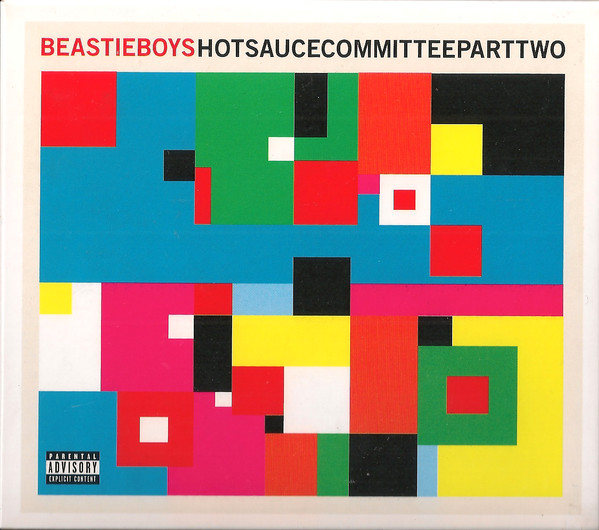 BEASTIEBOYSHOTSAUCECOMMITTEEPARTTWO
PARENTAL
ADVISORY
EXPLICIT CONTENT